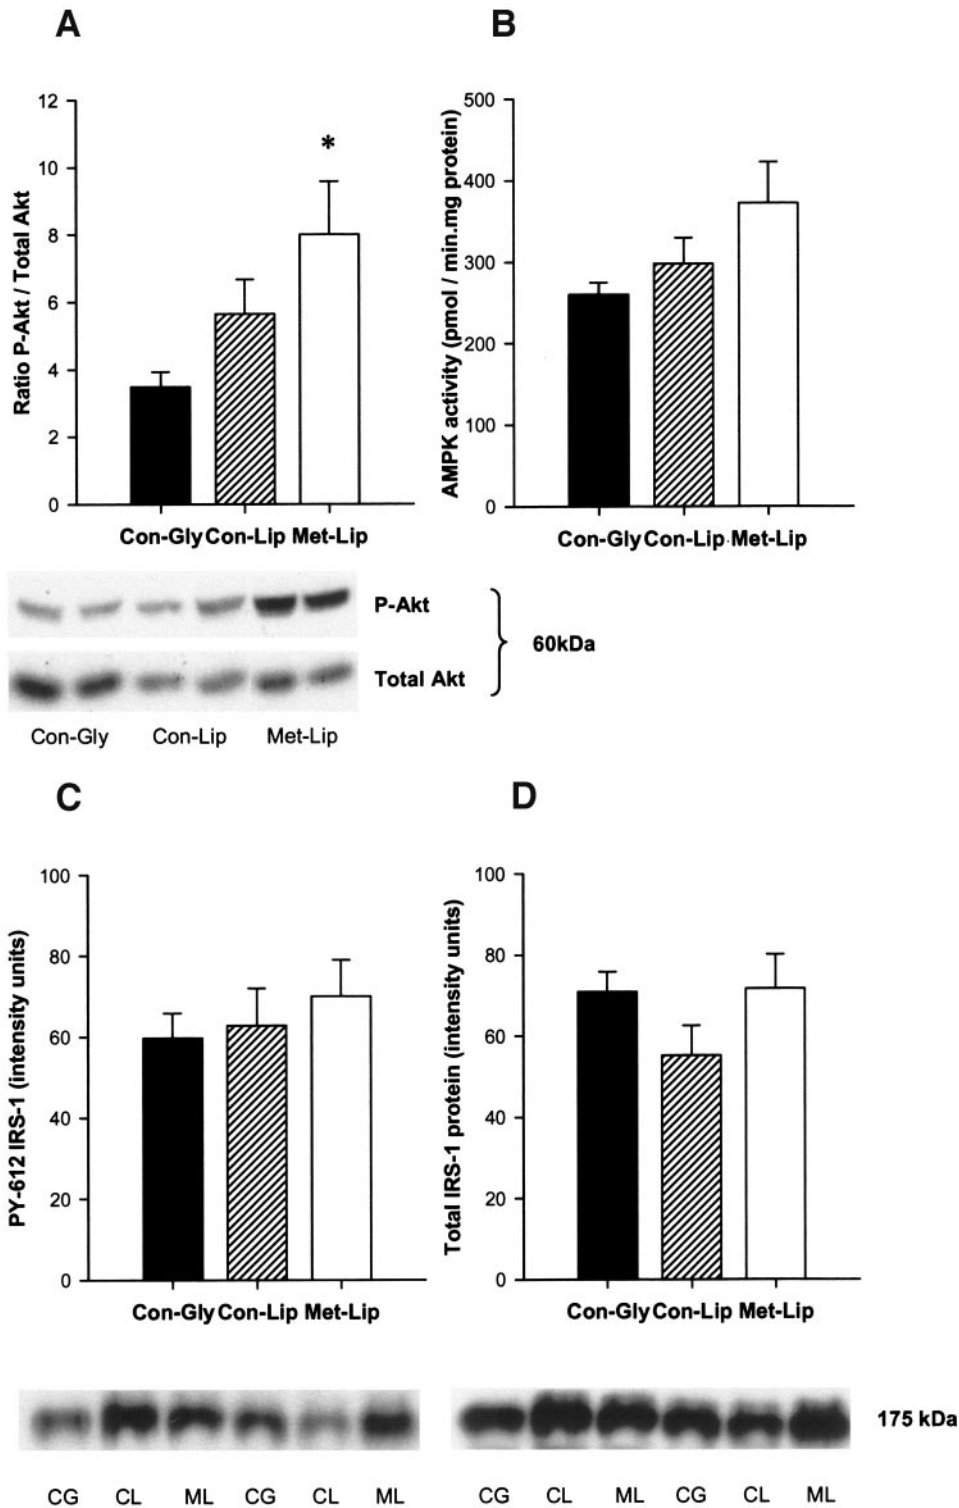 A
B
12
10
8
6
4
2
0
Ratio P-Akt / Total Akt
*
Con-Gly Con-Lip Met-Lip
500
400
300
200
100
0
AMPK activity (pmol / min.mg protein)
Con-Gly Con-Lip Met-Lip
P-Akt
Total Akt
60kDa
Con-Gly Con-Lip Met-Lip
C
D
100
80
60
40
20
0
PY-612 IRS-1 (intensity units)
Con-Gly Con-Lip Met-Lip
100
80
60
40
20
0
Total IRS-1 protein (intensity units)
Con-Gly Con-Lip Met-Lip
175 kDa
CG CL ML CG CL ML
CG CL ML CG CL ML